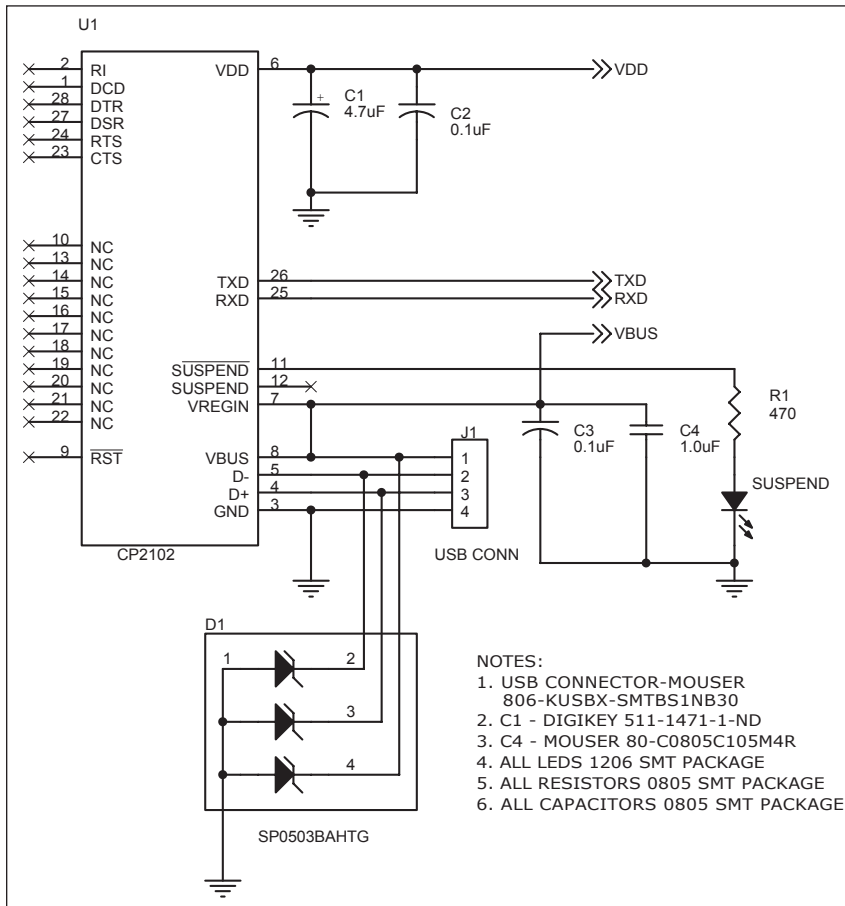 U1
2 RI
1 DCD
28 DTR
27 DSR
24 RTS
23 CTS
10 NC
13 NC
14 NC
15 NC
16 NC
17 NC
18 NC
19 NC
20 NC
21 NC
22 NC
9 RST
VDD 6
TXD 26
RXD 25
SUSPEND 11
SUSPEND 12
VREGIN 7
VBUS 8
D- 5
D+ 4
GND 3
CP2102
+
C1
4.7uF
C2
0.1uF
VDD
TXD
RXD
VBUS
C3
0.1uF
C4
1.0uF
R1
470
SUSPEND
J1
1
2
3
4
USB CONN
D1
1 2
3
4
SP0503BAHTG
NOTES:
1. USB CONNECTOR-MOUSER
806-KUSBX-SMTBS1NB30
2. C1 - DIGIKEY 511-1471-1-ND
3. C4 - MOUSER 80-C0805C105M4R
4. ALL LEDS 1206 SMT PACKAGE
5. ALL RESISTORS 0805 SMT PACKAGE
6. ALL CAPACITORS 0805 SMT PACKAGE